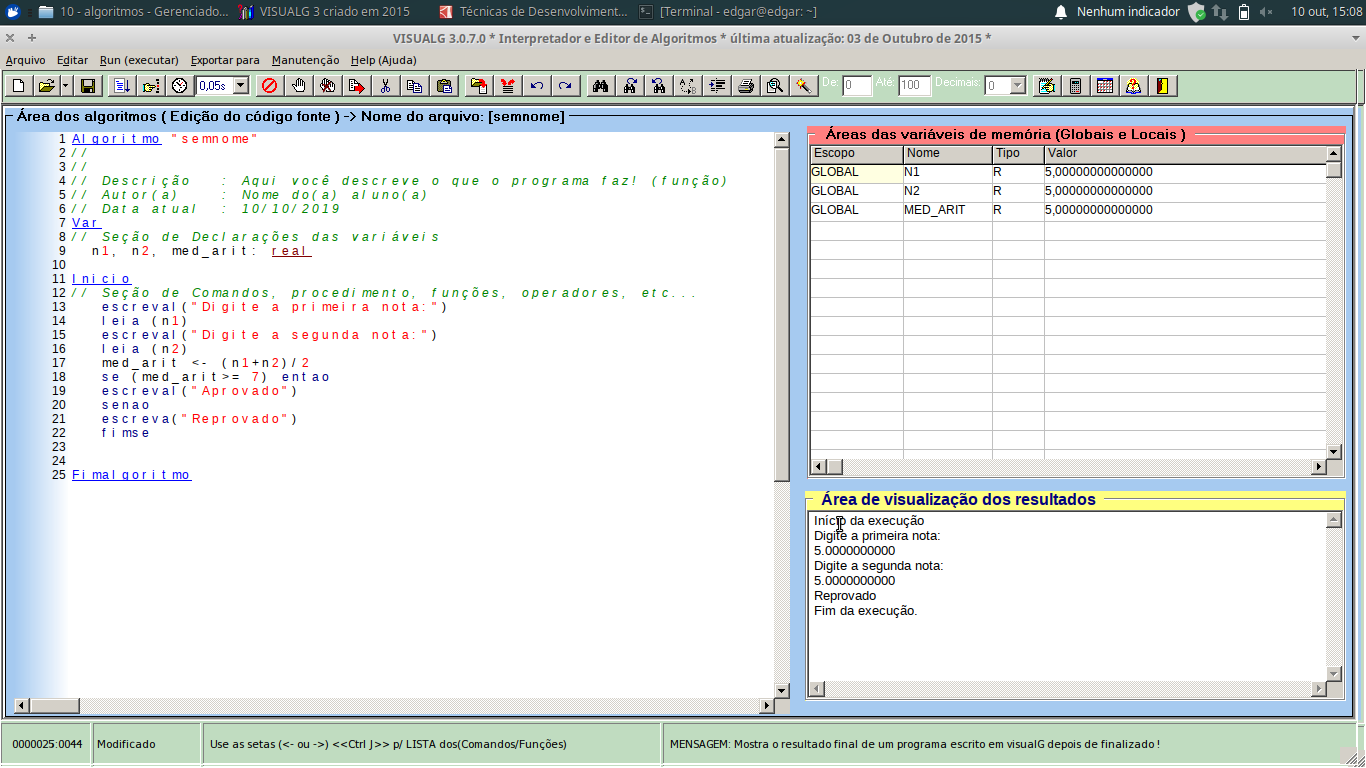 10 - algoritmos - Gerenciado...
VISUALG 3 criado em 2015
Técnicas de Desenvolviment...
[Terminal - edgar@edgar: ~]
Nenhum indicador
10 out, 15:08
VISUALG 3.0.7.0 * Interpretador e Editor de Algoritmos * última atualização: 03 de Outubro de 2015 *
Arquivo Editar Run (executar) Exportar para Manutenção Help (Ajuda)
0,05s De: 0 Até: 100 Decimais: 0
Área dos algoritmos ( Edição do código fonte ) -> Nome do arquivo: [semnome]
1 Algoritmo "semnome"
2 //
3 //
4 // Descrição : Aqui você descreve o que o programa faz! (função)
5 // Autor(a) : Nome do(a) aluno(a)
6 // Data atual : 10/10/2019
7 Var
8 // Seção de Declarações das variáveis
9 n1, n2, med_arit: real
10
11 Inicio
12 // Seção de Comandos, procedimento, funções, operadores, etc...
13 escreval("Digite a primeira nota:")
14 leia (n1)
15 escreval("Digite a segunda nota:")
16 leia (n2)
17 med_arit <- (n1+n2)/2
18 se (med_arit>= 7) entao
19 escreval("Aprovado")
20 senao
21 escreva("Reprovado")
22 fimse
23
24
25 Fimalgoritmo
Áreas das variáveis de memória (Globais e Locais )
Escopo Nome Tipo Valor
GLOBAL N1 R 5,00000000000000
GLOBAL N2 R 5,00000000000000
GLOBAL MED_ARIT R 5,00000000000000
Área de visualização dos resultados
Início da execução
Digite a primeira nota:
5.0000000000
Digite a segunda nota:
5.0000000000
Reprovado
Fim da execução.
0000025:0044
Modificado
Use as setas (<- ou ->) <<Ctrl J>> p/ LISTA dos(Comandos/Funções)
MENSAGEM: Mostra o resultado final de um programa escrito em visualG depois de finalizado !